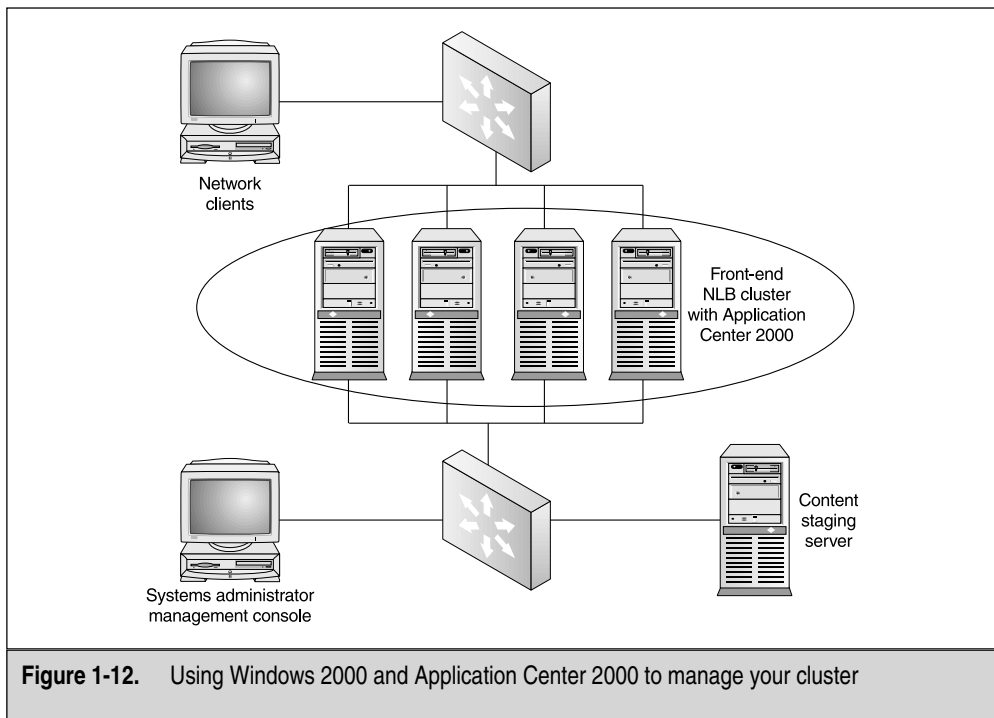 Network
clients
Front-end
NLB cluster
with Application
Center 2000
Content
staging
server
Systems administrator
management console
Figure 1-12. Using Windows 2000 and Application Center 2000 to manage your cluster